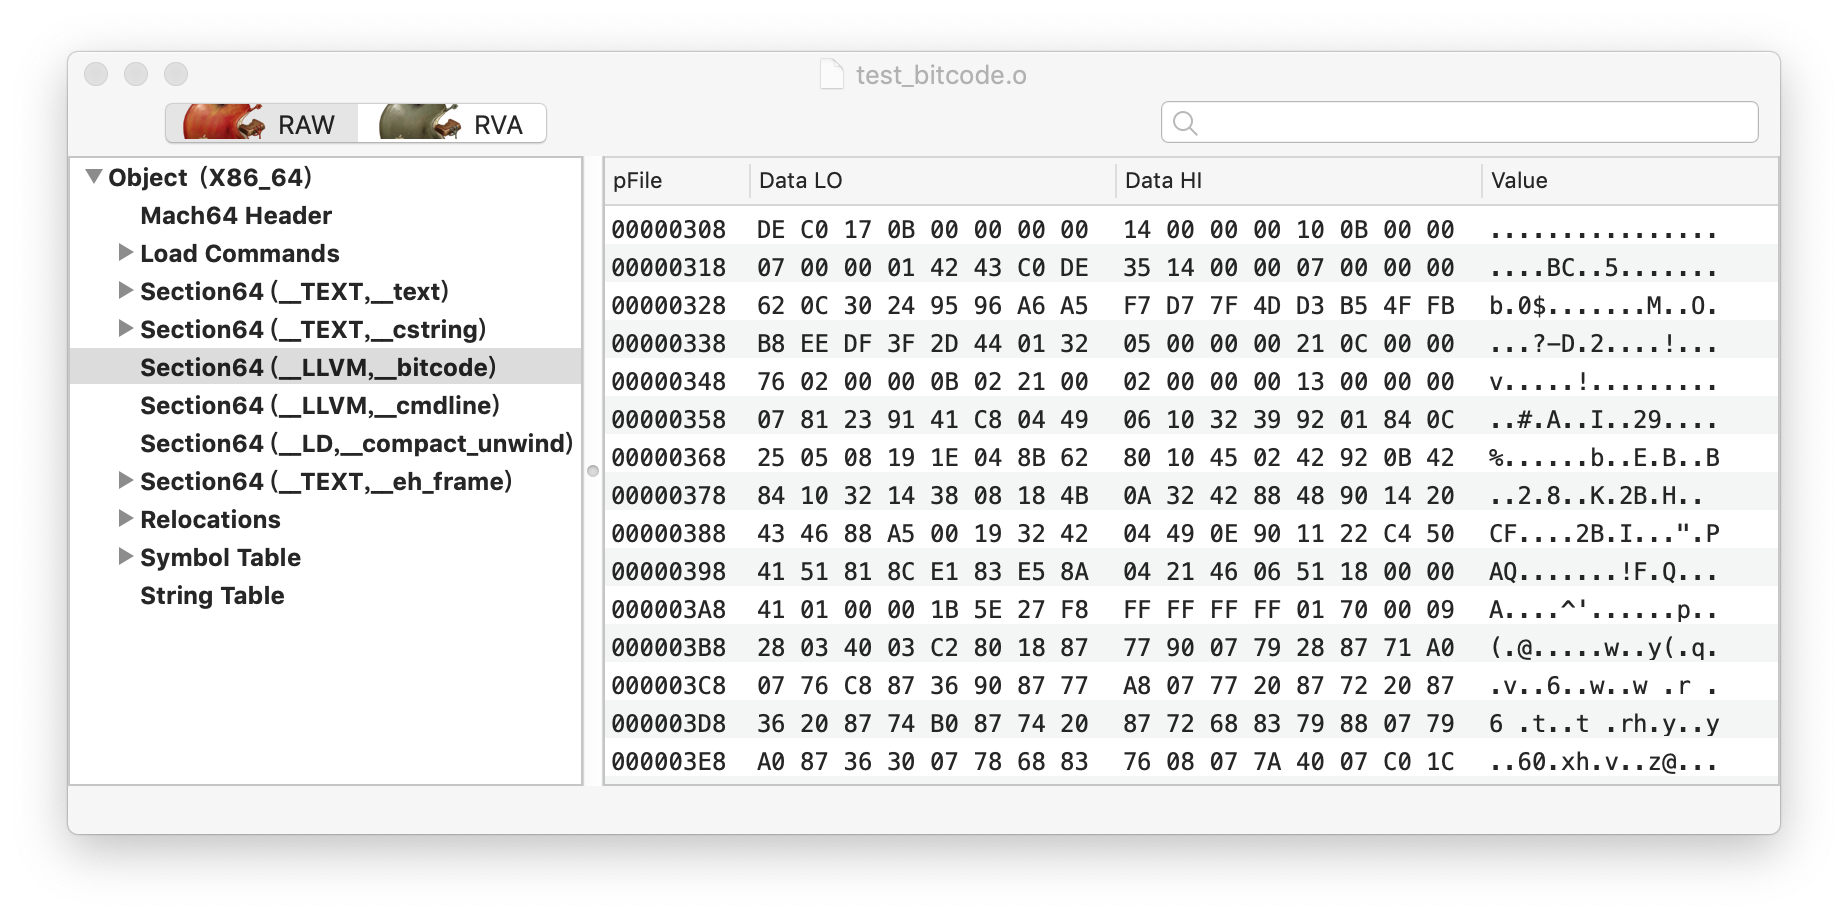 test_bitcode.o
RAW RVA
Object (X86_64)
Mach64 Header
Load Commands
Section64 (__TEXT,__text)
Section64 (__TEXT,__cstring)
Section64 (__LLVM,__bitcode)
Section64 (__LLVM,__cmdline)
Section64 (__LD,__compact_unwind)
Section64 (__TEXT,__eh_frame)
Relocations
Symbol Table
String Table
pFile Data LO Data HI Value
00000308 DE C0 17 0B 00 00 00 00 14 00 00 00 10 0B 00 00 ................
00000318 07 00 00 01 42 43 C0 DE 35 14 00 00 07 00 00 00 ....BC..5.......
00000328 62 0C 30 24 95 96 A6 A5 F7 D7 7F 4D D3 B5 4F FB b.0$.......M..O.
00000338 B8 EE DF 3F 2D 44 01 32 05 00 00 00 21 0C 00 00 ...?-D.2....!...
00000348 76 02 00 00 0B 02 21 00 02 00 00 00 13 00 00 00 v.....!.........
00000358 07 81 23 91 41 C8 04 49 06 10 32 39 92 01 84 0C ..#.A..I..29....
00000368 25 05 08 19 1E 04 8B 62 80 10 45 02 42 92 0B 42 %......b..E.B..B
00000378 84 10 32 14 38 08 18 4B 0A 32 42 88 48 90 14 20 ..2.8..K.2B.H..
00000388 43 46 88 A5 00 19 32 42 04 49 0E 90 11 22 C4 50 CF....2B.I...".P
00000398 41 51 81 8C E1 83 E5 8A 04 21 46 06 51 18 00 00 AQ.......!F.Q...
000003A8 41 01 00 00 1B 5E 27 F8 FF FF FF FF 01 70 00 09 A....^'......p..
000003B8 28 03 40 03 C2 80 18 87 77 90 07 79 28 87 71 A0 (.@.....w..y(.q.
000003C8 07 76 C8 87 36 90 87 77 A8 07 77 20 87 72 20 87 .v..6..w..w .r .
000003D8 36 20 87 74 B0 87 74 20 87 72 68 83 79 88 07 79 6 .t..t .rh.y..y
000003E8 A0 87 36 30 07 78 68 83 76 08 07 7A 40 07 C0 1C ..60.xh.v..z@...